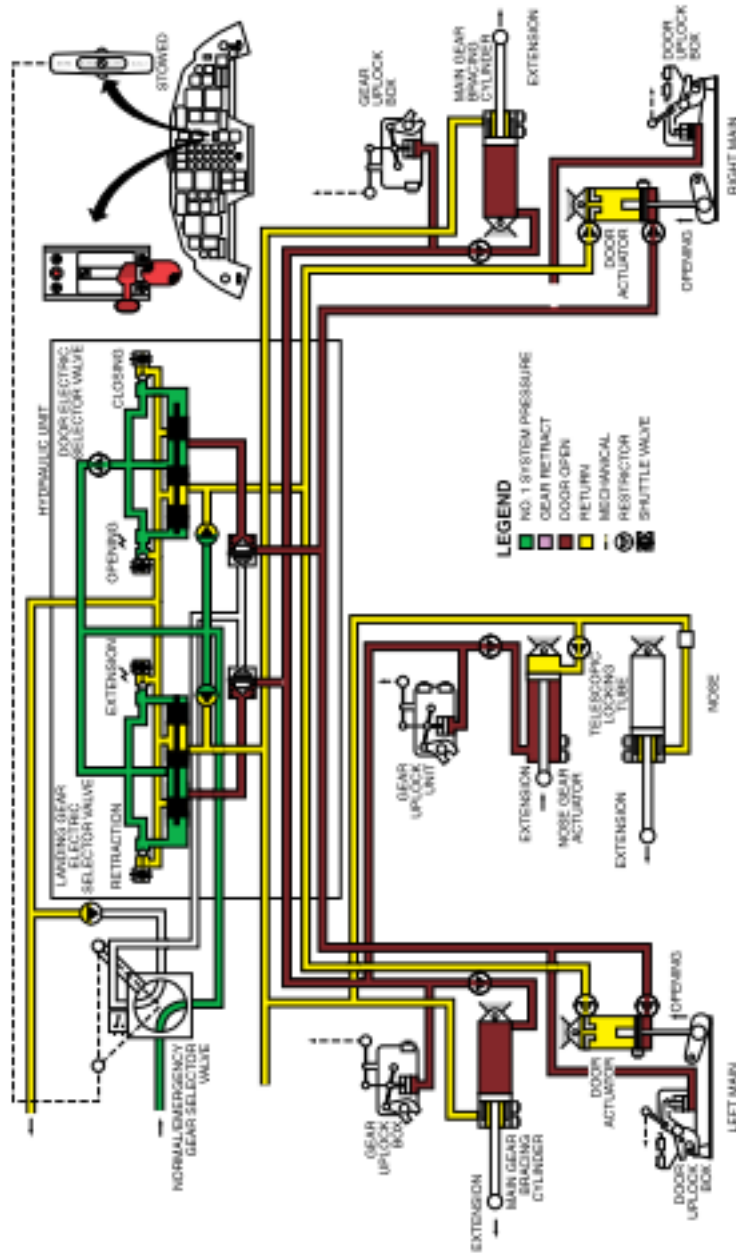 STOWED
HYDRAULIC UNIT
LANDING GEAR
ELECTRIC
SELECTOR VALVE
RETRACTION
EXTENSION
OPENING
DOOR ELECTRIC
SELECTOR VALVE
CLOSING
NORMAL/EMERGENCY
GEAR SELECTOR
VALVE
GEAR
UPLOCK
BOX
MAIN GEAR
BRACING
CYLINDER
EXTENSION
DOOR
UPLOCK
BOX
DOOR
ACTUATOR
OPENING
RIGHT MAIN
LEGEND
NO. 1 SYSTEM PRESSURE
GEAR RETRACT
DOOR OPEN
RETURN
MECHANICAL
RESTRICTOR
SHUTTLE VALVE
GEAR
UPLOCK
UNIT
EXTENSION
NOSE GEAR
ACTUATOR
TELESCOPIC
LOCKING
TUBE
EXTENSION
NOSE
GEAR
UPLOCK
BOX
EXTENSION
MAIN GEAR
BRACING
CYLINDER
DOOR
ACTUATOR
OPENING
DOOR
UPLOCK
BOX
LEFT MAIN